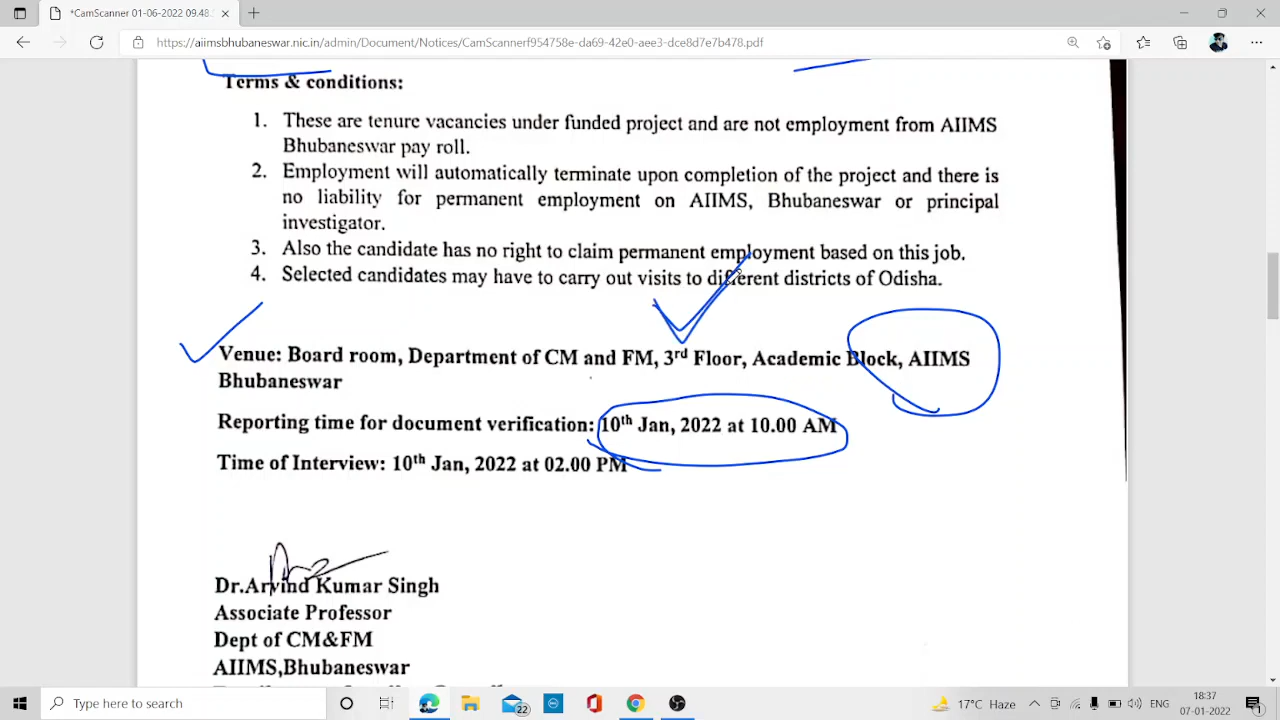 *CamScanner 01-06-2022 09.48.
https://aiimsbhubaneswar.nic.in/admin/Document/Notices/CamScannerf954758e-da69-42e0-aee3-dce8d7e7b478.pdf
Terms & conditions:
1. These are tenure vacancies under funded project and are not employment from AIIMS
Bhubaneswar pay roll.
2. Employment will automatically terminate upon completion of the project and there is
no liability for permanent employment on AIIMS, Bhubaneswar or principal
investigator.
3. Also the candidate has no right to claim permanent employment based on this job.
4. Selected candidates may have to carry out visits to different districts of Odisha.
Venue: Board room, Department of CM and FM, 3rd Floor, Academic Block, AIIMS
Bhubaneswar
Reporting time for document verification: 10th Jan, 2022 at 10.00 AM
Time of Interview: 10th Jan, 2022 at 02.00 PM
Dr.Arvind Kumar Singh
Associate Professor
Dept of CM&FM
AIIMS,Bhubaneswar
Type here to search
22
17°C Haze
ENG
18:37
07-01-2022
1